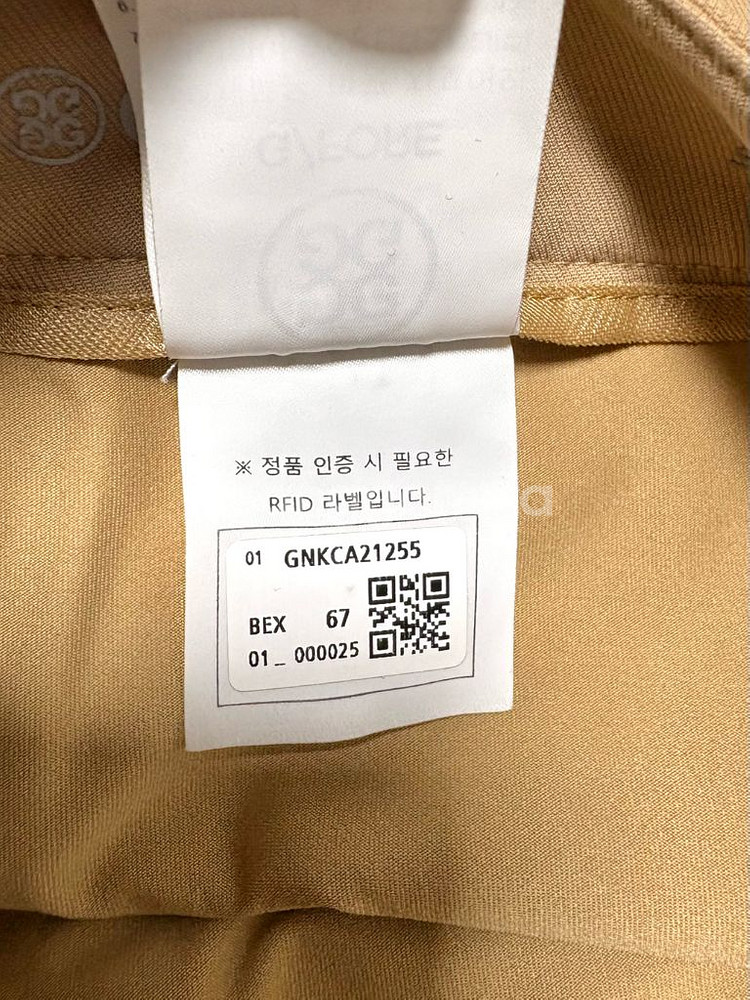 G/FORE
※ 정품 인증 시 필요한
RFID 라벨입니다.
01 GNKCA21255
BEX 67
01_ 000025